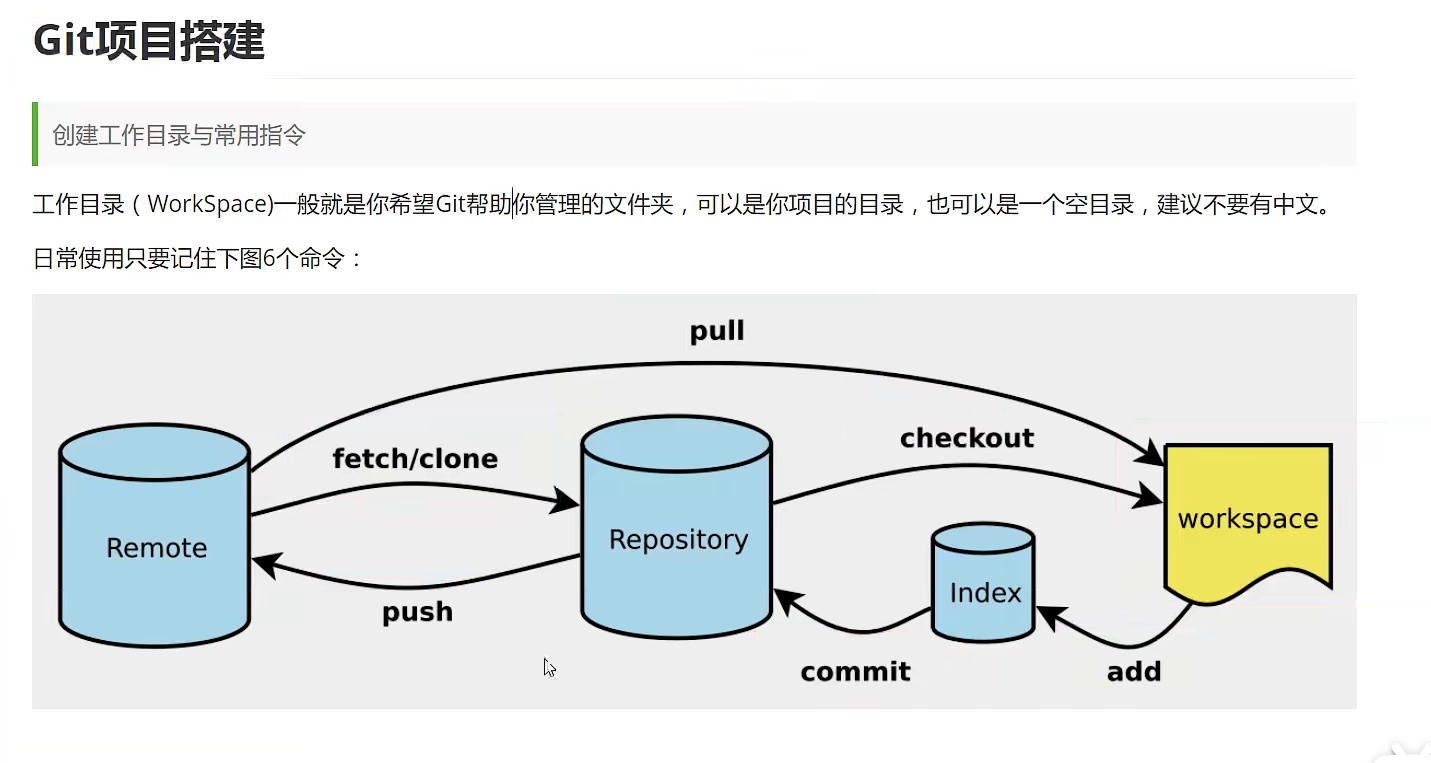 Git项目搭建
创建工作目录与常用指令
工作目录（WorkSpace)一般就是你希望Git帮助你管理的文件夹，可以是你项目的目录，也可以是一个空目录，建议不要有中文。
日常使用只要记住下图6个命令：
pull
fetch/clone
checkout
Remote
Repository
workspace
Index
push
commit
add